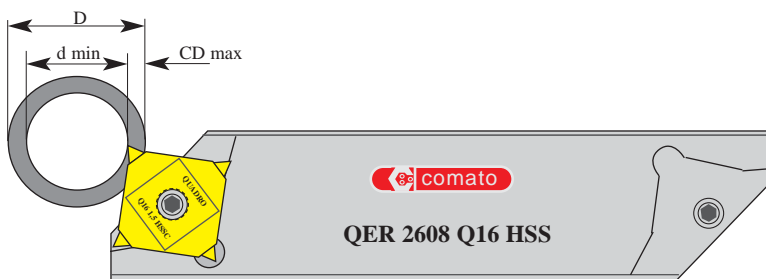 D
d min
CD max
comato
QUADRO
Q16 1,5 HSSC
QER 2608 Q16 HSS